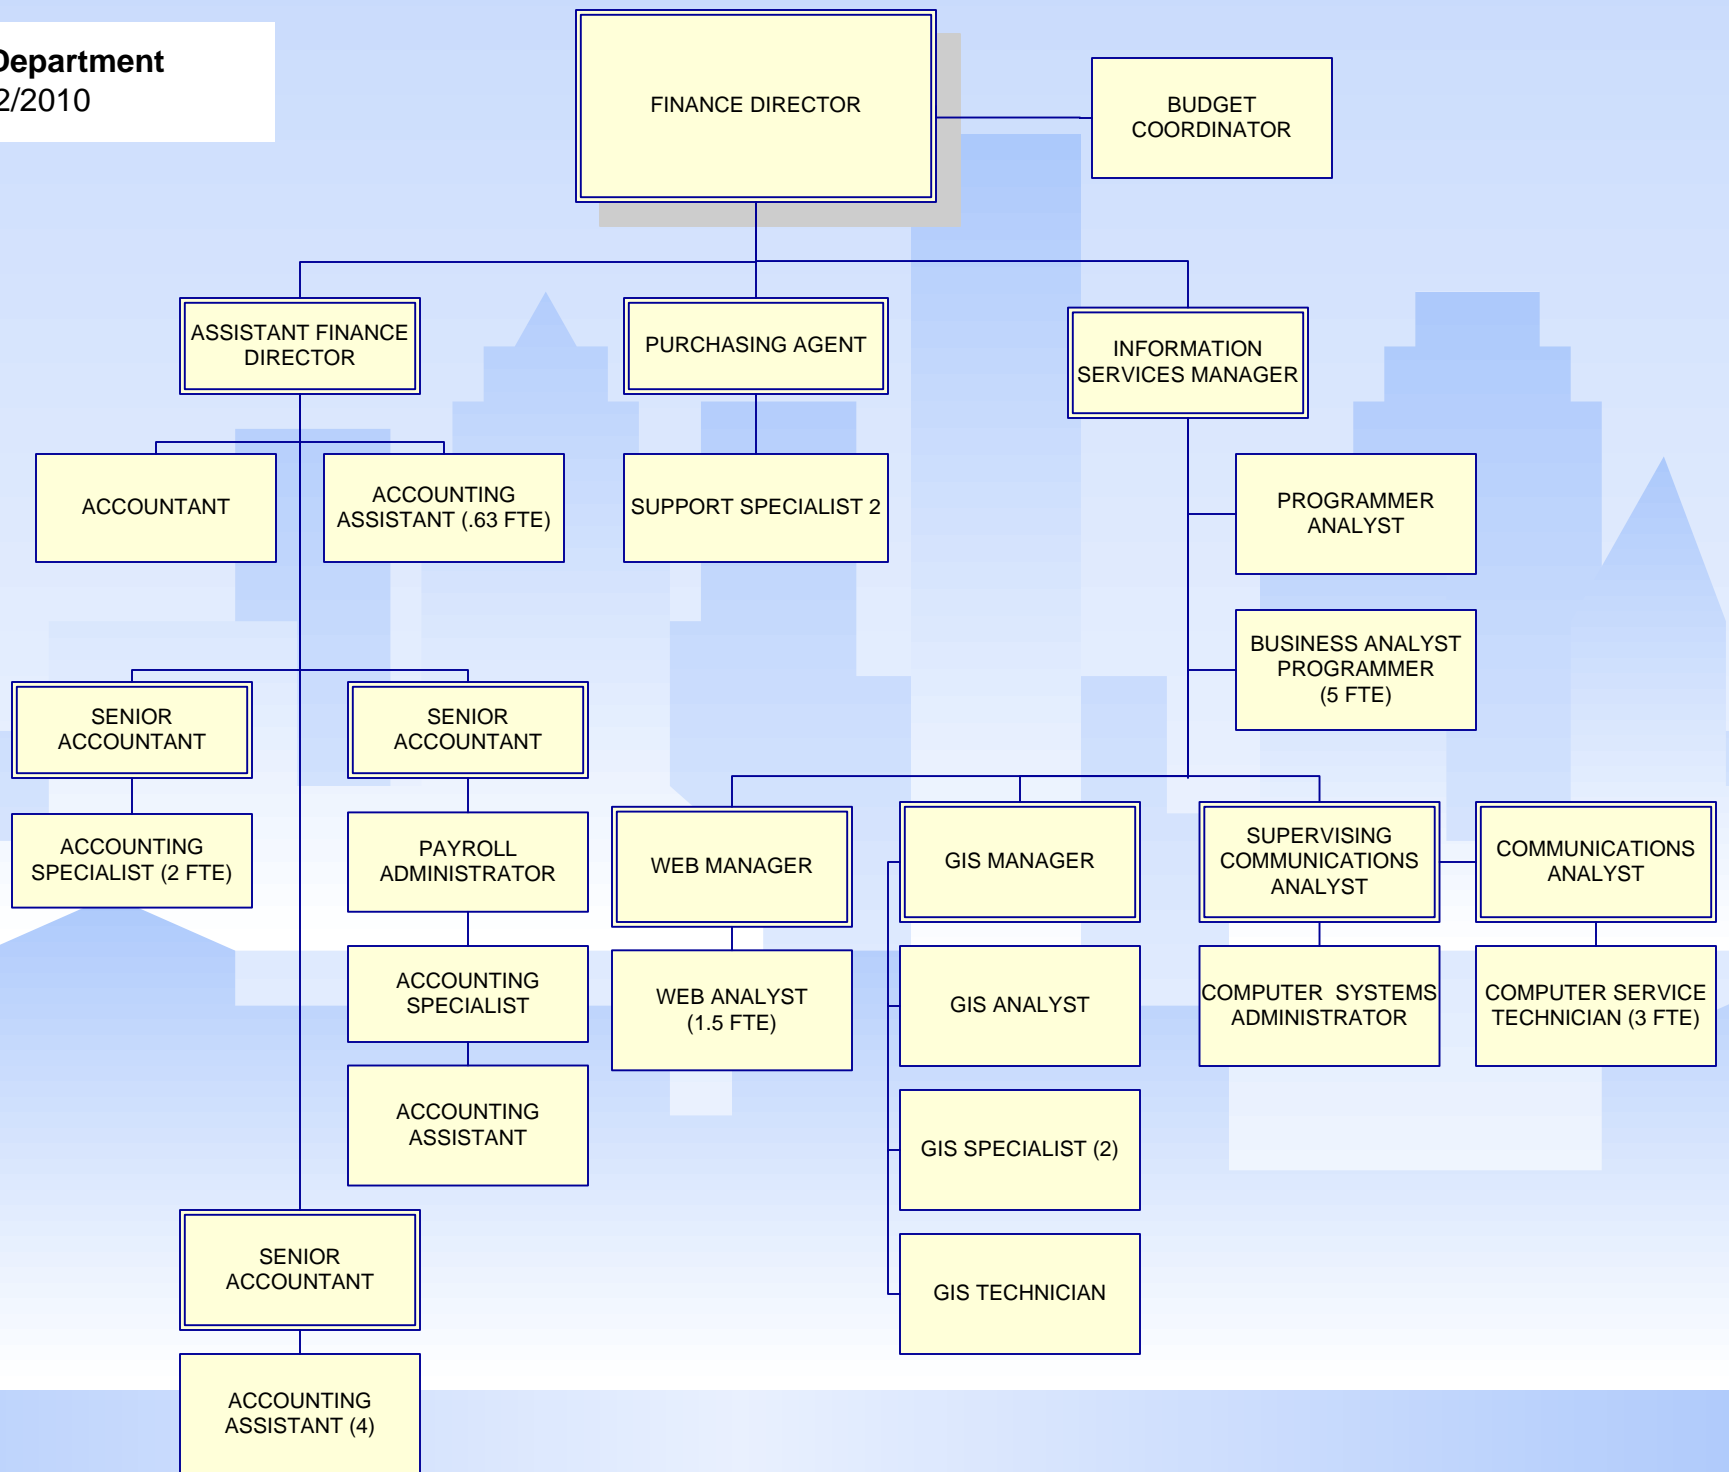 Department
2/2010
FINANCE DIRECTOR
BUDGET
COORDINATOR
ASSISTANT FINANCE
DIRECTOR
PURCHASING AGENT
INFORMATION
SERVICES MANAGER
ACCOUNTANT
ACCOUNTING
ASSISTANT (.63 FTE)
SUPPORT SPECIALIST 2
PROGRAMMER
ANALYST
BUSINESS ANALYST
PROGRAMMER
(5 FTE)
SENIOR
ACCOUNTANT
SENIOR
ACCOUNTANT
ACCOUNTING
SPECIALIST (2 FTE)
PAYROLL
ADMINISTRATOR
WEB MANAGER
GIS MANAGER
SUPERVISING
COMMUNICATIONS
ANALYST
COMMUNICATIONS
ANALYST
ACCOUNTING
SPECIALIST
WEB ANALYST
(1.5 FTE)
GIS ANALYST
COMPUTER  SYSTEMS
ADMINISTRATOR
COMPUTER SERVICE
TECHNICIAN (3 FTE)
ACCOUNTING
ASSISTANT
GIS SPECIALIST (2)
SENIOR
ACCOUNTANT
GIS TECHNICIAN
ACCOUNTING
ASSISTANT (4)